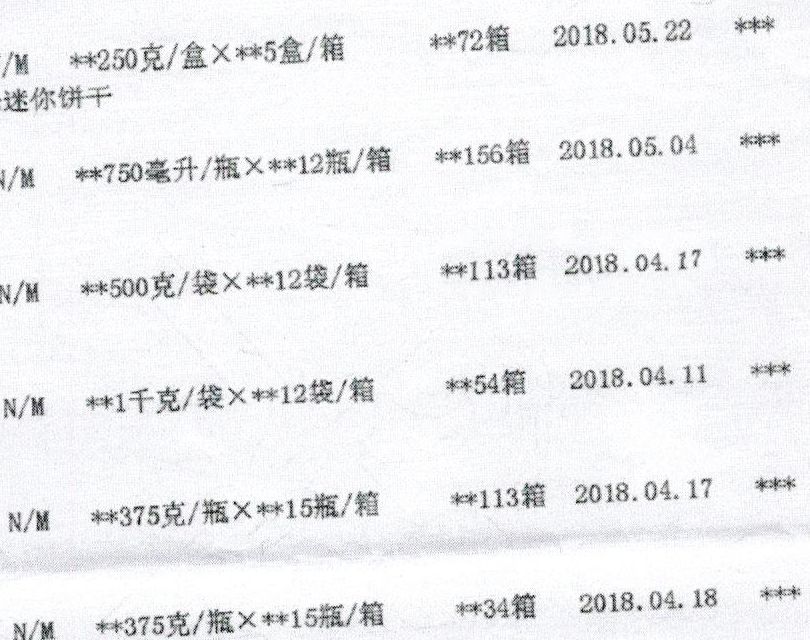 /M **250克/盒×**5盒/箱 **72箱 2018.05.22 ***
迷你饼干
N/M **750毫升/瓶×**12瓶/箱 **156箱 2018.05.04 ***
N/M **500克/袋×**12袋/箱 **113箱 2018.04.17 ***
N/M **1千克/袋×**12袋/箱 **54箱 2018.04.11 ***
N/M **375克/瓶×**15瓶/箱 **113箱 2018.04.17 ***
N/M **375克/瓶×**15瓶/箱 **34箱 2018.04.18 ***